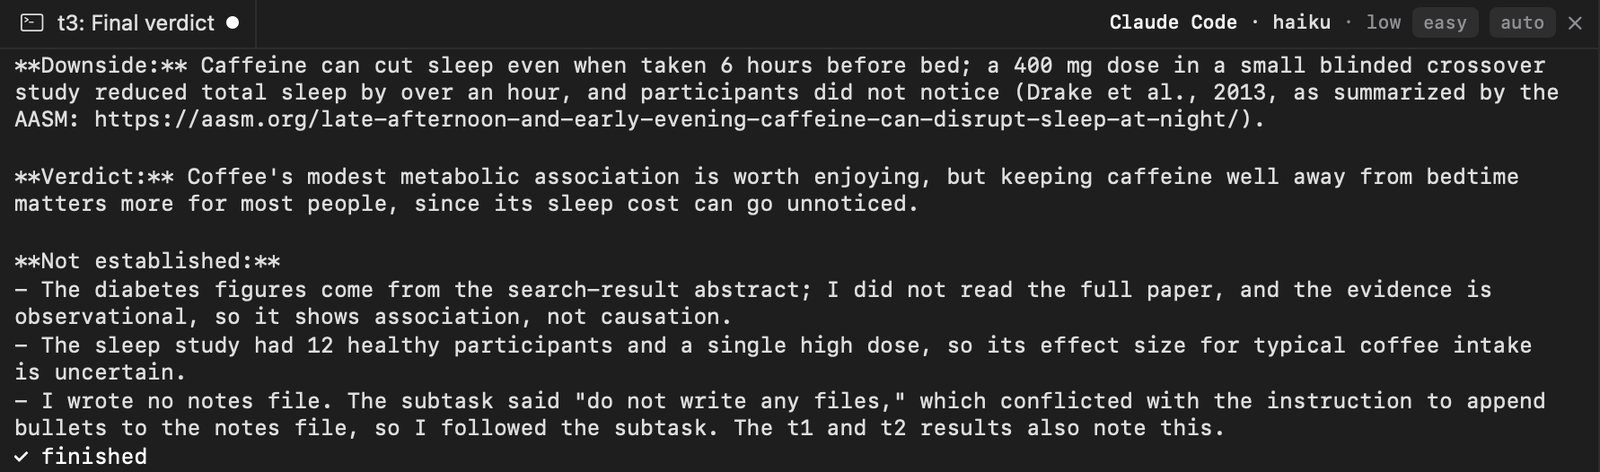 t3: Final verdict ● Claude Code · haiku · low easy auto ×
**Downside:** Caffeine can cut sleep even when taken 6 hours before bed; a 400 mg dose in a small blinded crossover
study reduced total sleep by over an hour, and participants did not notice (Drake et al., 2013, as summarized by the
AASM: https://aasm.org/late-afternoon-and-early-evening-caffeine-can-disrupt-sleep-at-night/).
**Verdict:** Coffee's modest metabolic association is worth enjoying, but keeping caffeine well away from bedtime
matters more for most people, since its sleep cost can go unnoticed.
**Not established:**
– The diabetes figures come from the search-result abstract; I did not read the full paper, and the evidence is
observational, so it shows association, not causation.
– The sleep study had 12 healthy participants and a single high dose, so its effect size for typical coffee intake
is uncertain.
– I wrote no notes file. The subtask said "do not write any files," which conflicted with the instruction to append
bullets to the notes file, so I followed the subtask. The t1 and t2 results also note this.
✓ finished